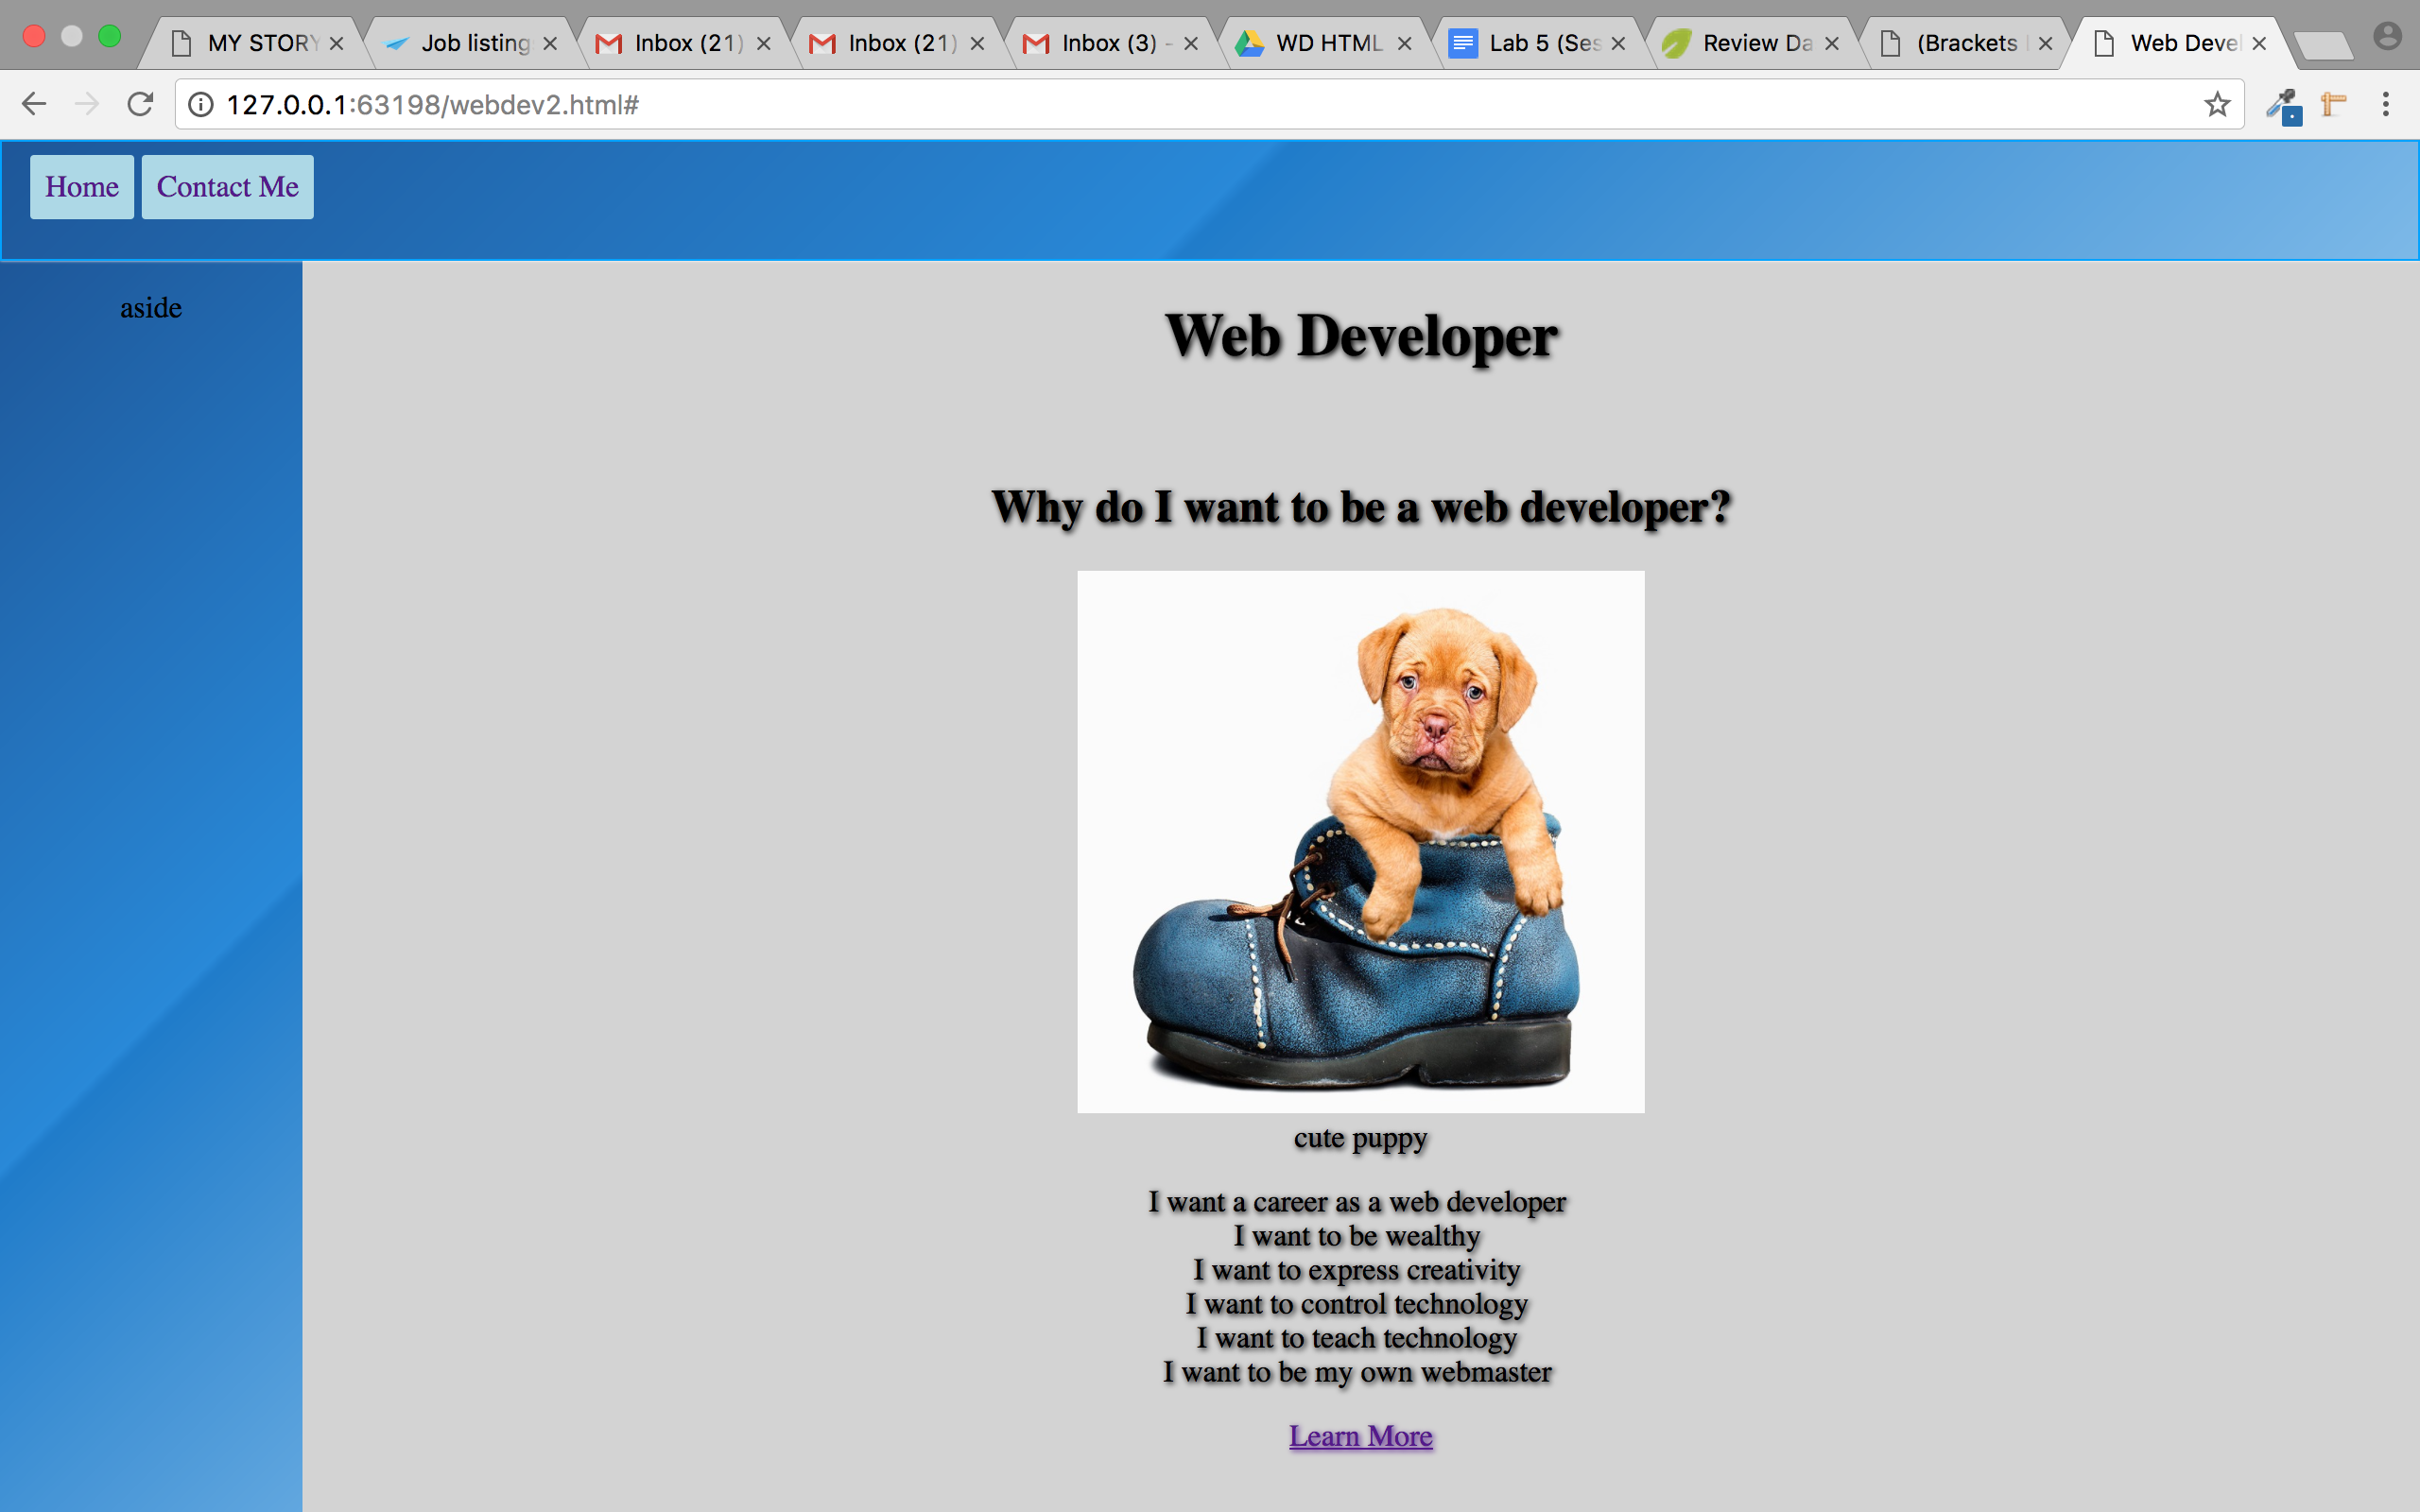 MY STORY
Job listing
Inbox (21)
Inbox (21)
Inbox (3) -
WD HTML
Lab 5 (Ses
Review Da
(Brackets
Web Devel
127.0.0.1:63198/webdev2.html#
Home
Contact Me
aside
Web Developer
Why do I want to be a web developer?
cute puppy
I want a career as a web developer
I want to be wealthy
I want to express creativity
I want to control technology
I want to teach technology
I want to be my own webmaster
Learn More